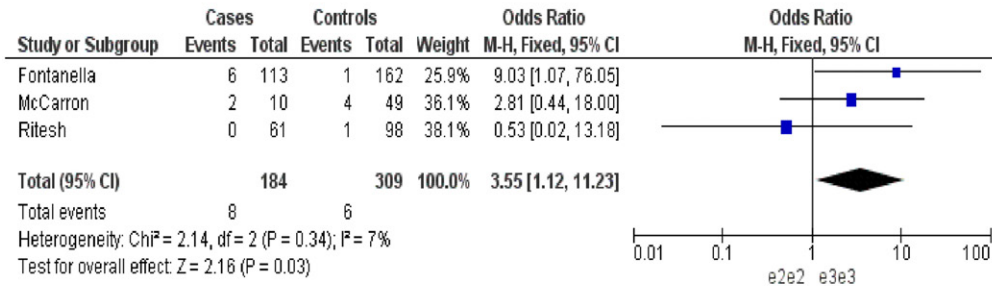 Cases Controls Odds Ratio Odds Ratio
Study or Subgroup Events Total Events Total Weight M-H, Fixed, 95% CI M-H, Fixed, 95% CI
Fontanella 6 113 1 162 25.9% 9.03 [1.07, 76.05]
McCarron 2 10 4 49 36.1% 2.81 [0.44, 18.00]
Ritesh 0 61 1 98 38.1% 0.53 [0.02, 13.18]
Total (95% CI) 184 309 100.0% 3.55 [1.12, 11.23]
Total events 8 6
Heterogeneity: Chi² = 2.14, df = 2 (P = 0.34); I² = 7%
Test for overall effect: Z = 2.16 (P = 0.03)
0.01 0.1 1 10 100
e2e2 e3e3